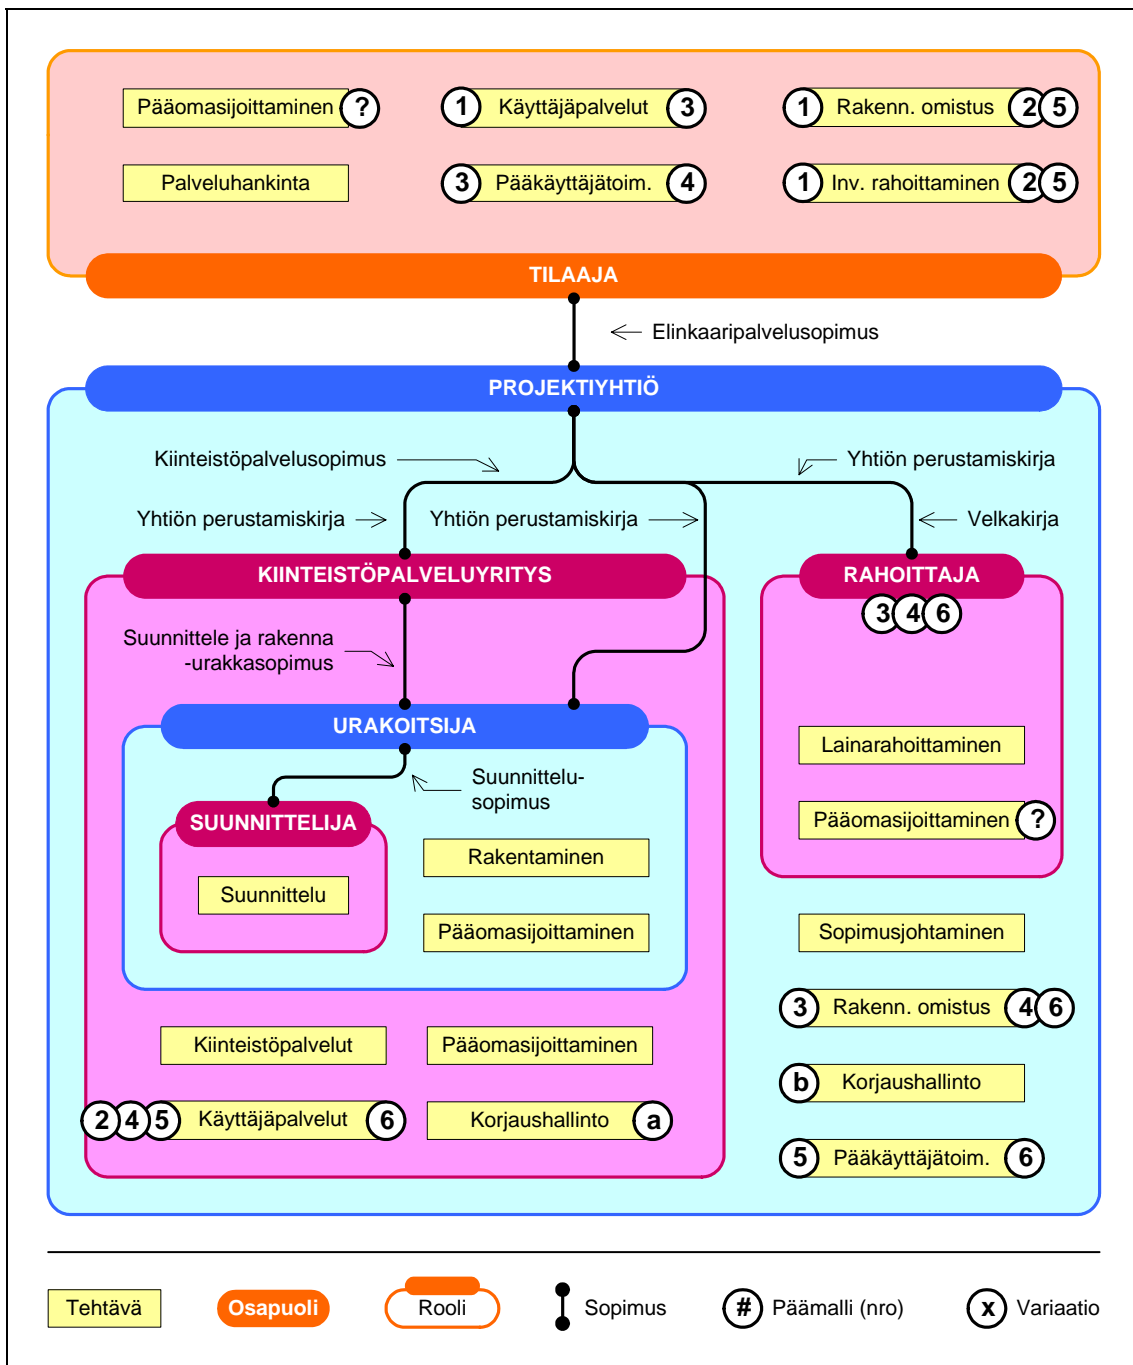 Pääomasijoittaminen ?
1 Käyttäjäpalvelut 3
1 Rakenn. omistus 2 5
Palveluhankinta
3 Pääkäyttäjätoim. 4
1 Inv. rahoittaminen 2 5
TILAAJA
Elinkaaripalvelusopimus
PROJEKTIYHTIÖ
Kiinteistöpalvelusopimus
Yhtiön perustamiskirja
Yhtiön perustamiskirja
Yhtiön perustamiskirja
Velkakirja
KIINTEISTÖPALVELUYRITYS
RAHOITTAJA
3 4 6
Suunnittele ja rakenna
-urakkasopimus
URAKOITSIJA
Lainarahoittaminen
Suunnittelu-
sopimus
SUUNNITTELIJA
Pääomasijoittaminen ?
Rakentaminen
Suunnittelu
Pääomasijoittaminen
Sopimusjohtaminen
3 Rakenn. omistus 4 6
Kiinteistöpalvelut
Pääomasijoittaminen
b Korjaushallinto
2 4 5 Käyttäjäpalvelut 6
Korjaushallinto a
5 Pääkäyttäjätoim. 6
Tehtävä
Osapuoli
Rooli
Sopimus
# Päämalli (nro)
x Variaatio